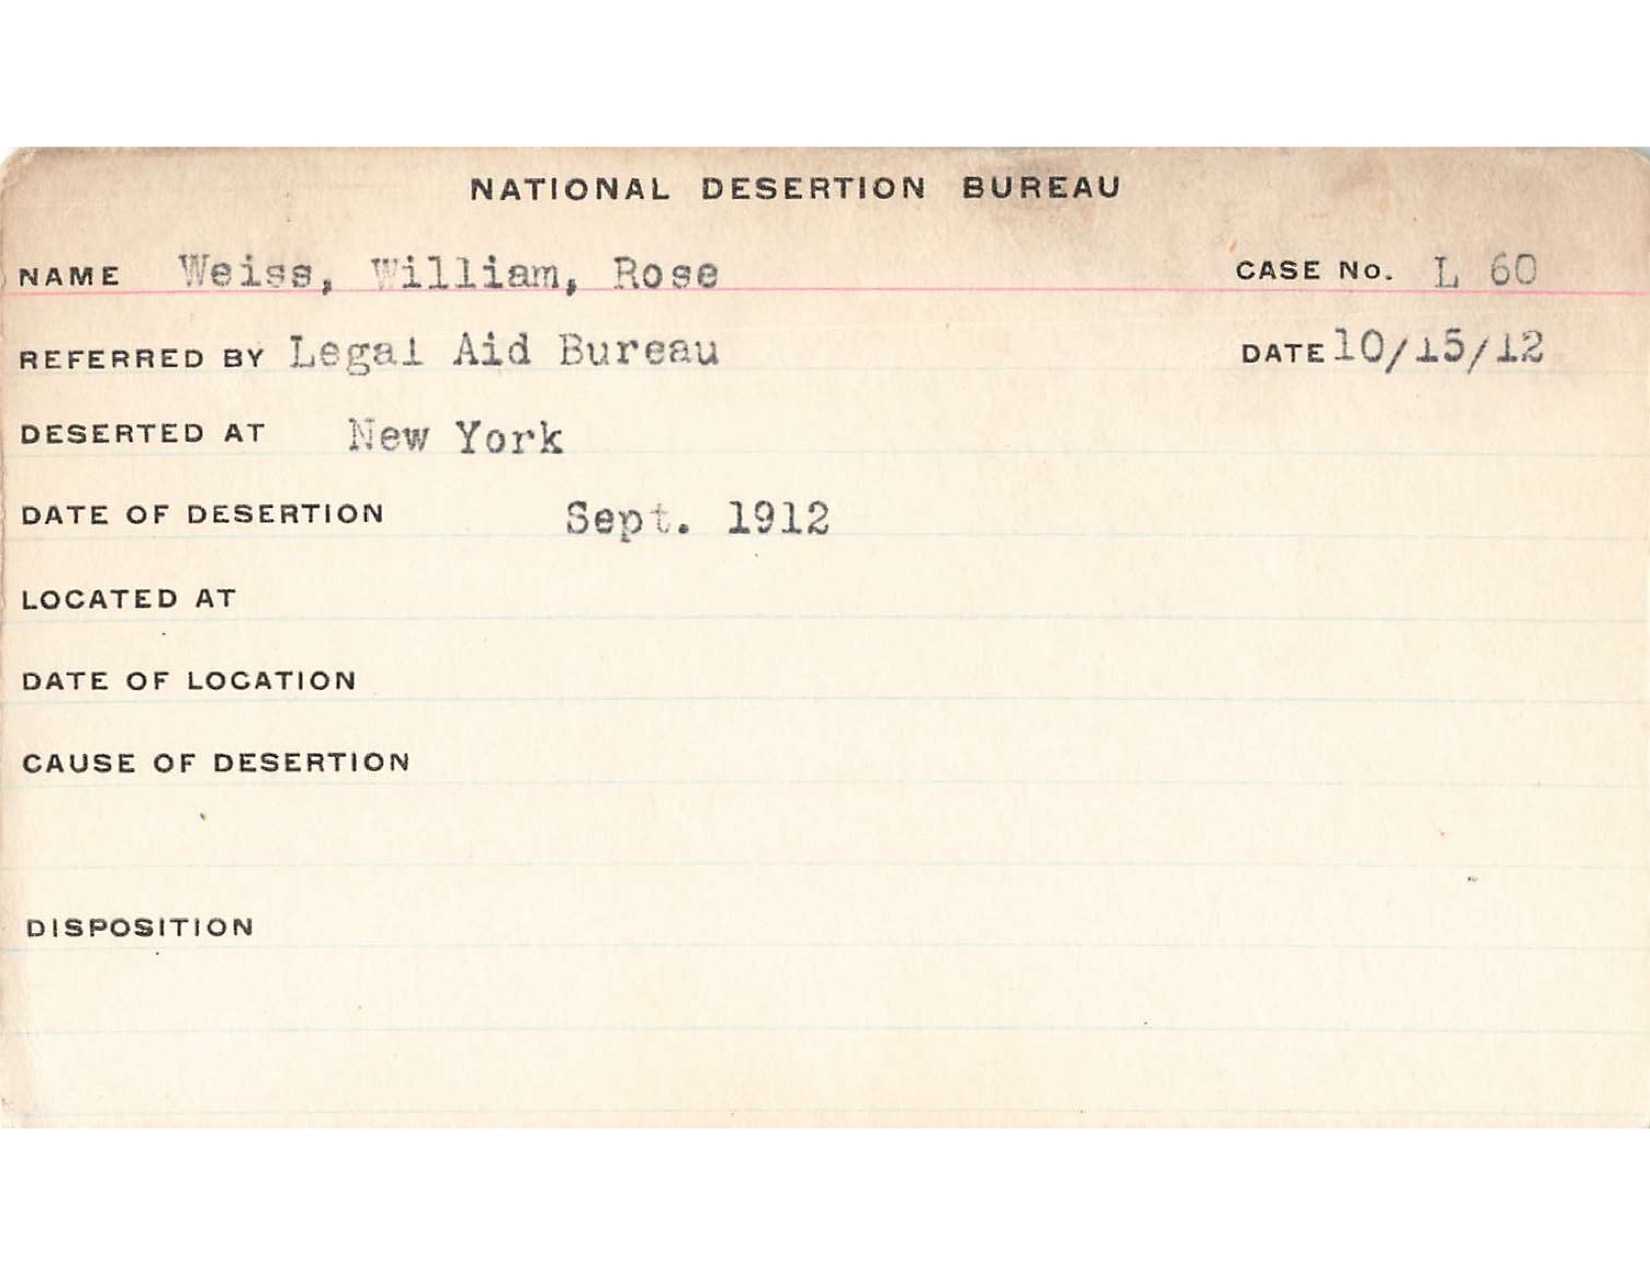 NATIONAL DESERTION BUREAU
NAME Weiss, William, Rose CASE No. L 60
REFERRED BY Legal Aid Bureau DATE 10/15/12
DESERTED AT New York
DATE OF DESERTION Sept. 1912
LOCATED AT
DATE OF LOCATION
CAUSE OF DESERTION
DISPOSITION